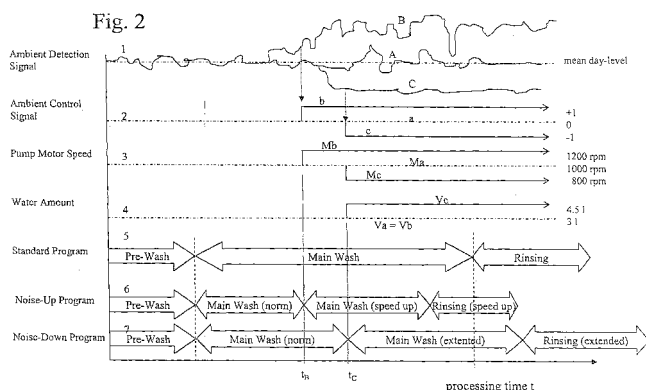 Fig. 2
B
Ambient Detection
Signal
1
A
mean day-level
C
Ambient Control
Signal
b
+1
2
a
0
c
-1
Pump Motor Speed
Mb
1200 rpm
3
Ma
1000 rpm
Mc
800 rpm
Water Amount
Vc
4.5 l
4
Va = Vb
3 l
Standard Program
5
Pre-Wash
Main Wash
Rinsing
Noise-Up Program
6
Pre-Wash
Main Wash (norm)
Main Wash (speed up)
Rinsing (speed up)
Noise-Down Program
7
Pre-Wash
Main Wash (norm)
Main Wash (extented)
Rinsing (extended)
tB
tC
processing time t